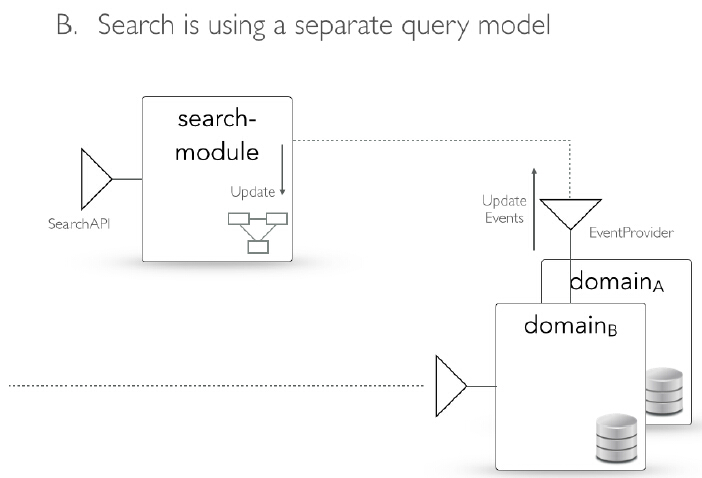 B. Search is using a separate query model
search-
module
Update
SearchAPI
Update
Events
EventProvider
domainA
domainB